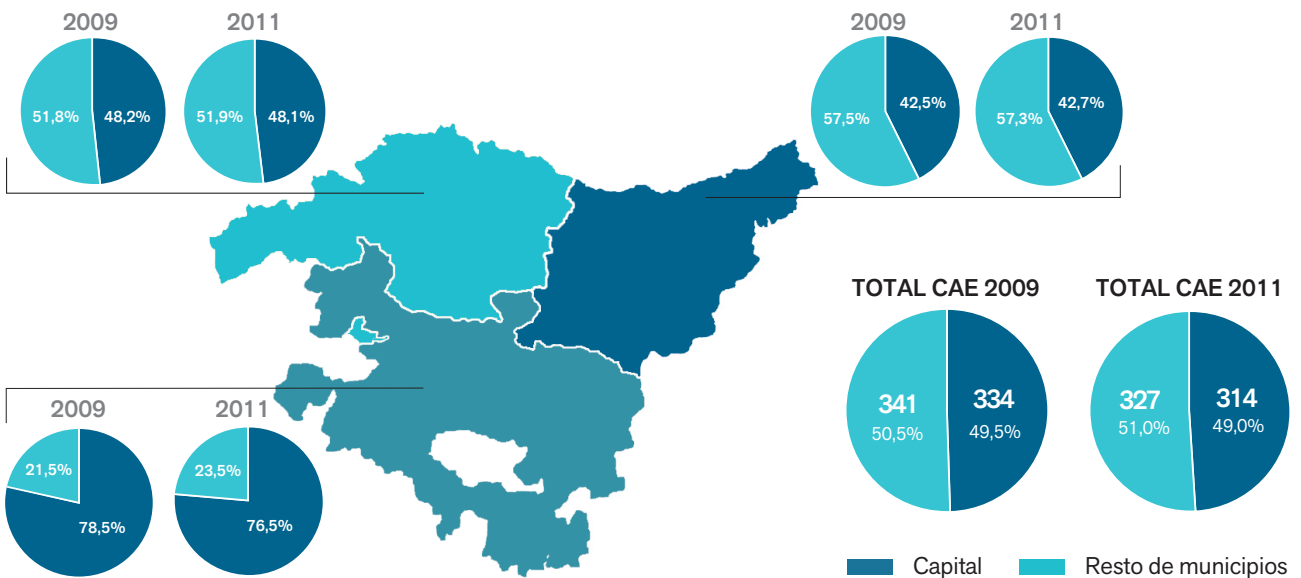 2009 2011
51,8% 48,2% 51,9% 48,1%
2009 2011
57,5% 42,5% 57,3% 42,7%
TOTAL CAE 2009 TOTAL CAE 2011
341 334 327 314
50,5% 49,5% 51,0% 49,0%
2009 2011
21,5% 78,5% 23,5% 76,5%
Capital Resto de municipios